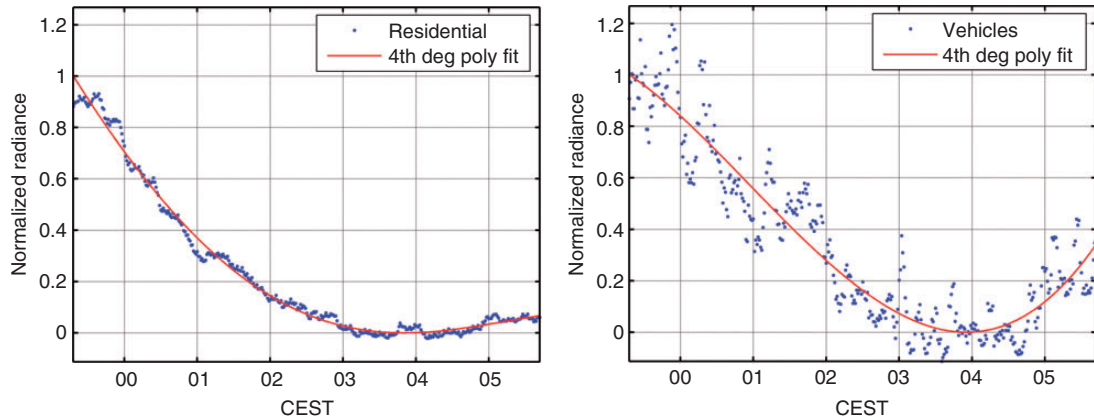 1.2
1
0.8
0.6
0.4
0.2
0
Normalized radiance
Residential
4th deg poly fit
00 01 02 03 04 05
CEST
1.2
1
0.8
0.6
0.4
0.2
0
Normalized radiance
Vehicles
4th deg poly fit
00 01 02 03 04 05
CEST